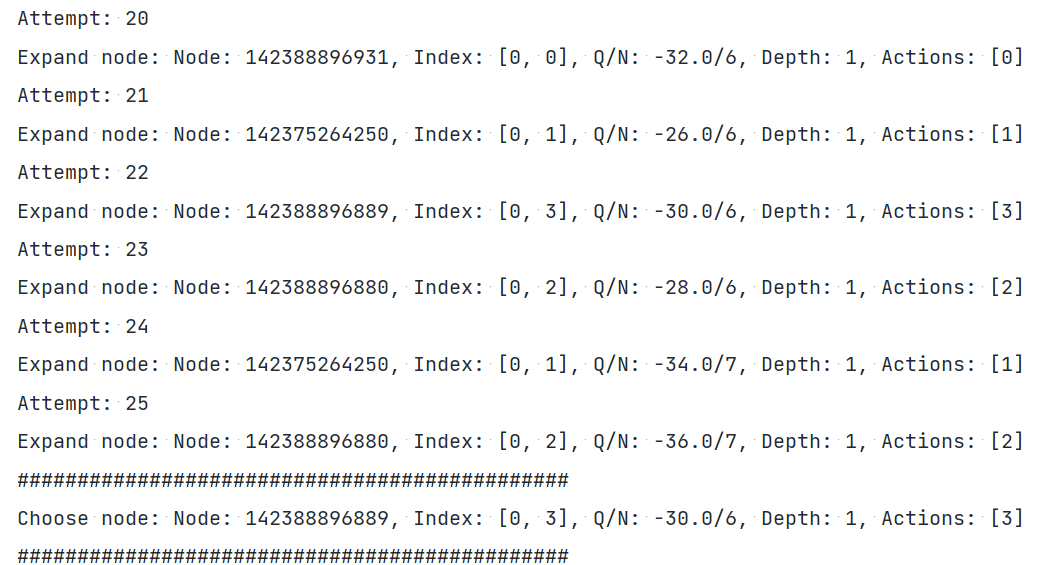 Attempt: 20
Expand node: Node: 142388896931, Index: [0, 0], Q/N: -32.0/6, Depth: 1, Actions: [0]
Attempt: 21
Expand node: Node: 142375264250, Index: [0, 1], Q/N: -26.0/6, Depth: 1, Actions: [1]
Attempt: 22
Expand node: Node: 142388896889, Index: [0, 3], Q/N: -30.0/6, Depth: 1, Actions: [3]
Attempt: 23
Expand node: Node: 142388896880, Index: [0, 2], Q/N: -28.0/6, Depth: 1, Actions: [2]
Attempt: 24
Expand node: Node: 142375264250, Index: [0, 1], Q/N: -34.0/7, Depth: 1, Actions: [1]
Attempt: 25
Expand node: Node: 142388896880, Index: [0, 2], Q/N: -36.0/7, Depth: 1, Actions: [2]
##############################################
Choose node: Node: 142388896889, Index: [0, 3], Q/N: -30.0/6, Depth: 1, Actions: [3]
##############################################